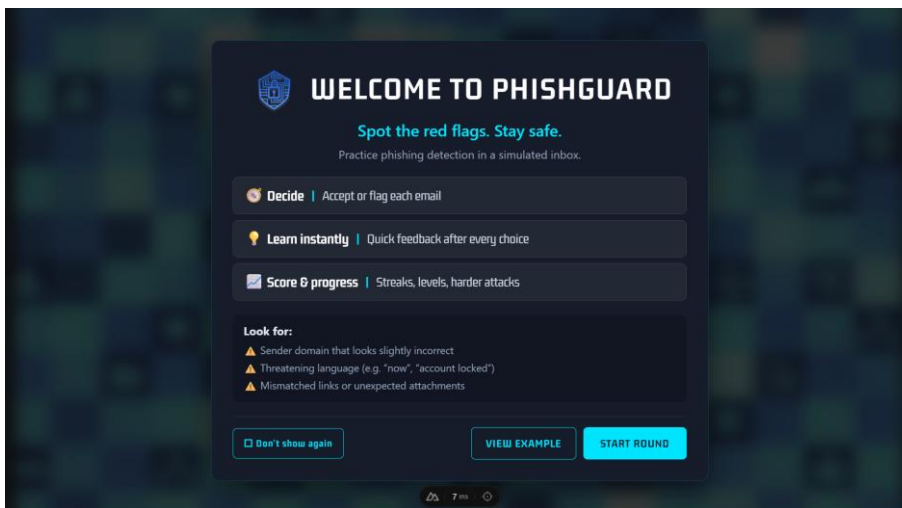 WELCOME TO PHISHGUARD
Spot the red flags. Stay safe.
Practice phishing detection in a simulated inbox.
Decide | Accept or flag each email
Learn instantly | Quick feedback after every choice
Score & progress | Streaks, levels, harder attacks
Look for:
Sender domain that looks slightly incorrect
Threatening language (e.g. "now", "account locked")
Mismatched links or unexpected attachments
Don't show again
VIEW EXAMPLE
START ROUND
7 ms